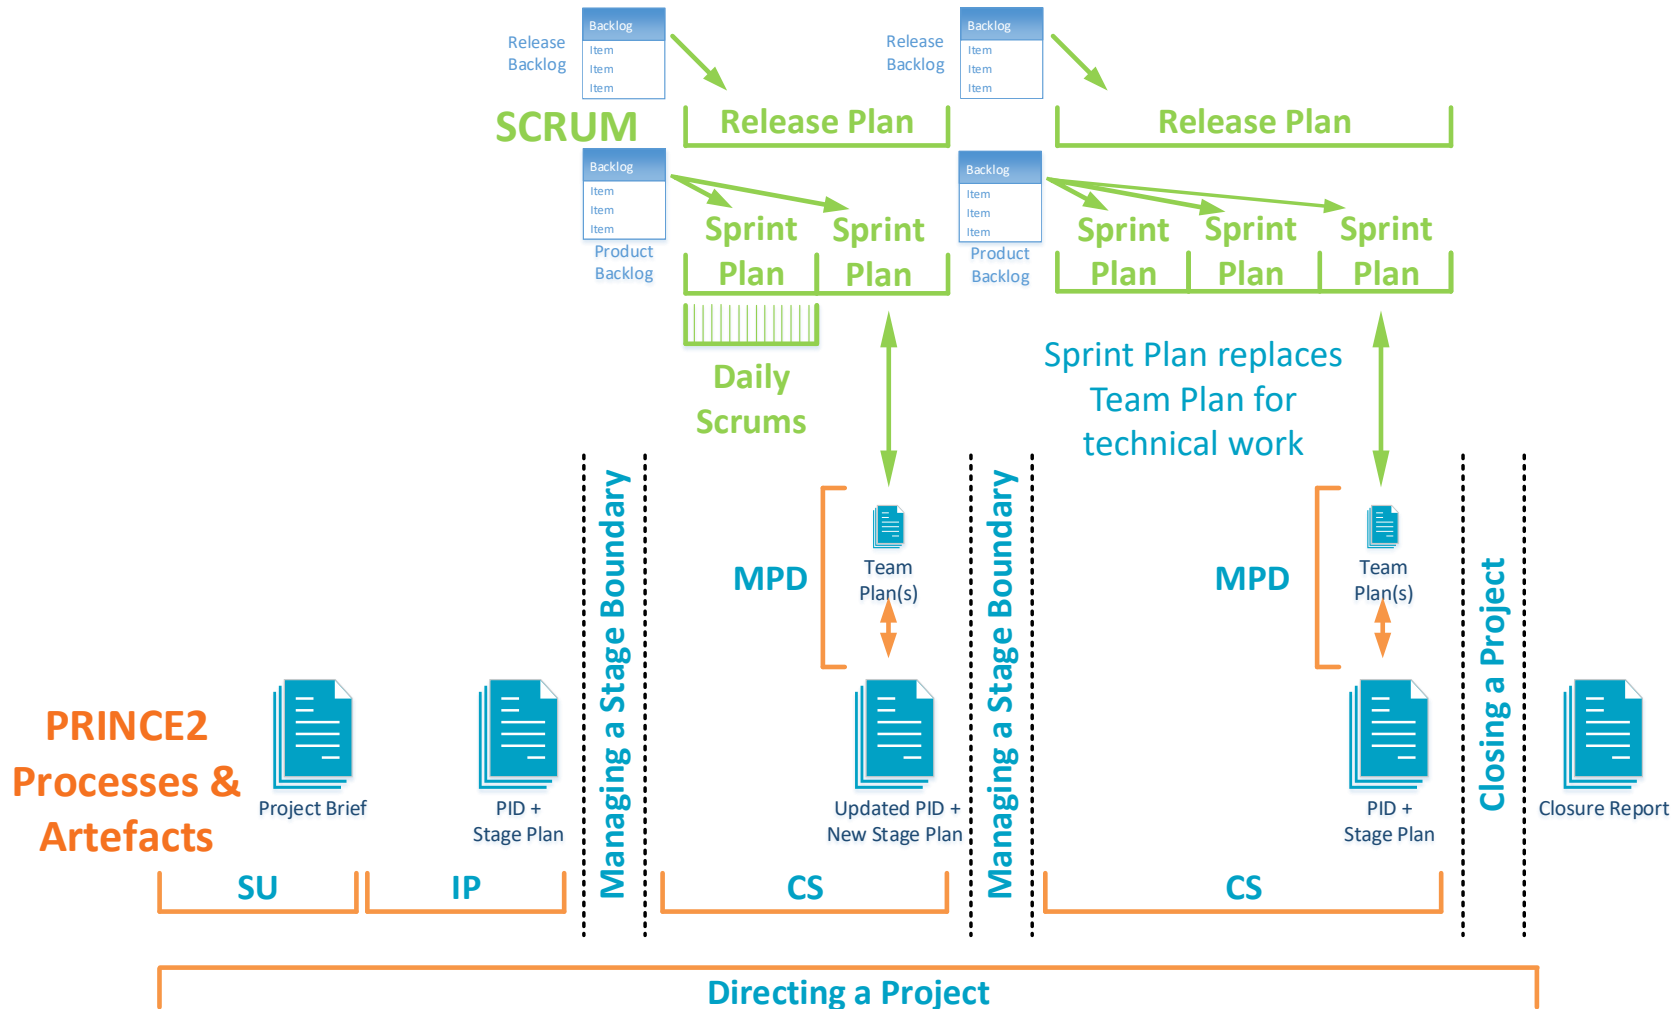 Release
Backlog
Backlog
Item
Item
Item
Release
Backlog
Backlog
Item
Item
Item
SCRUM
Release Plan
Release Plan
Backlog
Item
Item
Item
Product
Backlog
Sprint
Plan
Sprint
Plan
Backlog
Item
Item
Item
Product
Backlog
Sprint
Plan
Sprint
Plan
Sprint
Plan
Daily
Scrums
Sprint Plan replaces
Team Plan for
technical work
PRINCE2
Processes &
Artefacts
Project Brief
PID +
Stage Plan
Managing a Stage Boundary
MPD
Team
Plan(s)
Updated PID +
New Stage Plan
Managing a Stage Boundary
MPD
Team
Plan(s)
PID +
Stage Plan
Closing a Project
Closure Report
SU
IP
CS
CS
Directing a Project